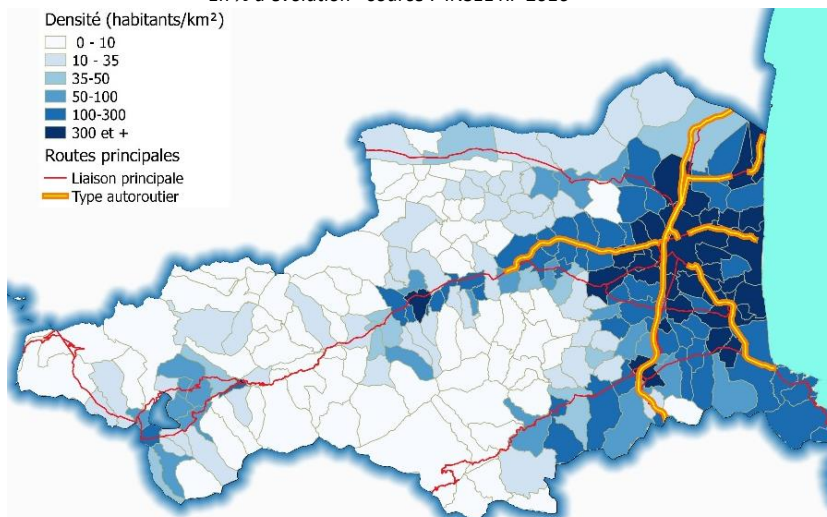 Densité (habitants/km²)
0 - 10
10 - 35
35-50
50-100
100-300
300 et +
Routes principales
Liaison principale
Type autoroutier